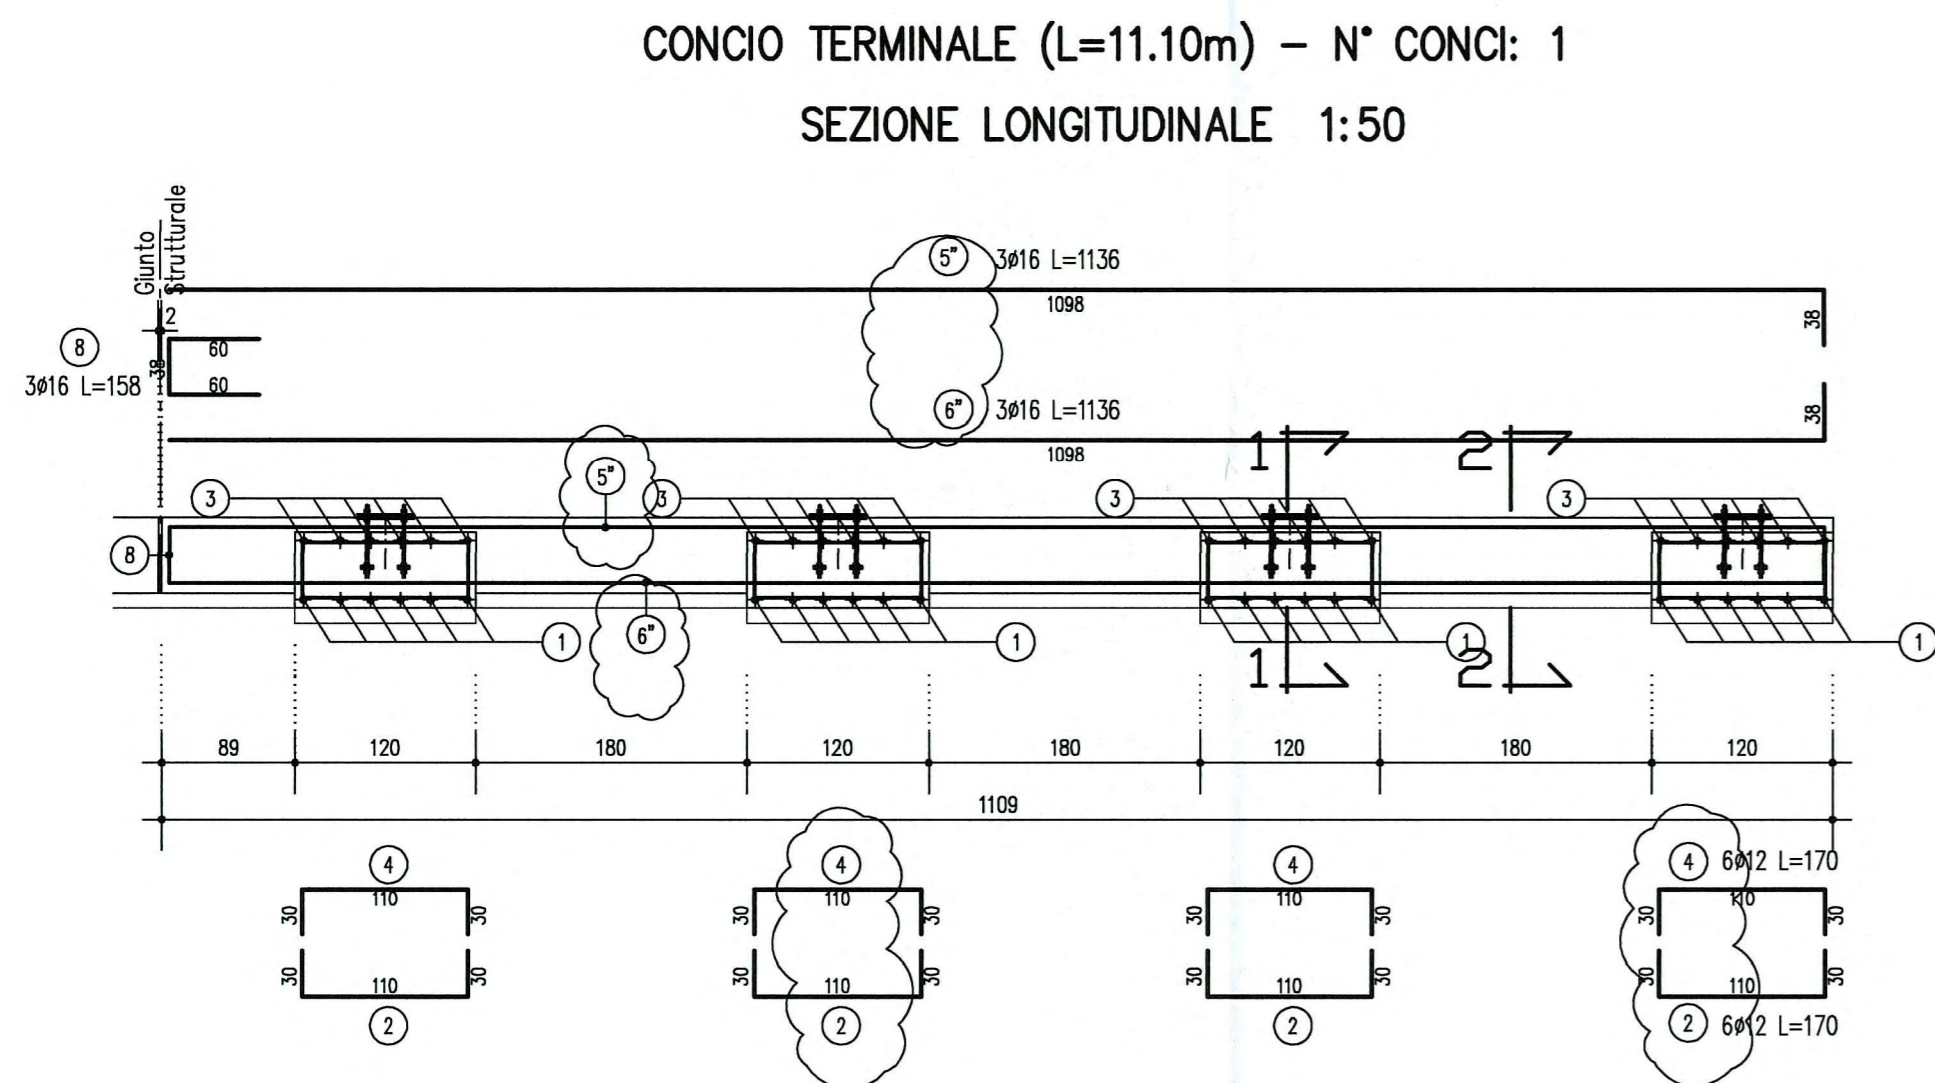 CONCIO TERMINALE (L=11.10m) – N° CONCI: 1
SEZIONE LONGITUDINALE 1:50
Giunto
Strutturale
2
5" 3ø16 L=1136
1098
38
8
3ø16 L=158
60
38
60
6" 3ø16 L=1136
38
1098
1 2
3 5" 3 3 3
8
1 6" 1 1 1
1 2
89 120 180 120 180 120 180 120
1109
4 4 4 4 6ø12 L=170
110 110 110 110
30 30 30 30 30 30 30 30
30 30 30 30 30 30 30 30
110 110 110 110
2 2 2 2 6ø12 L=170